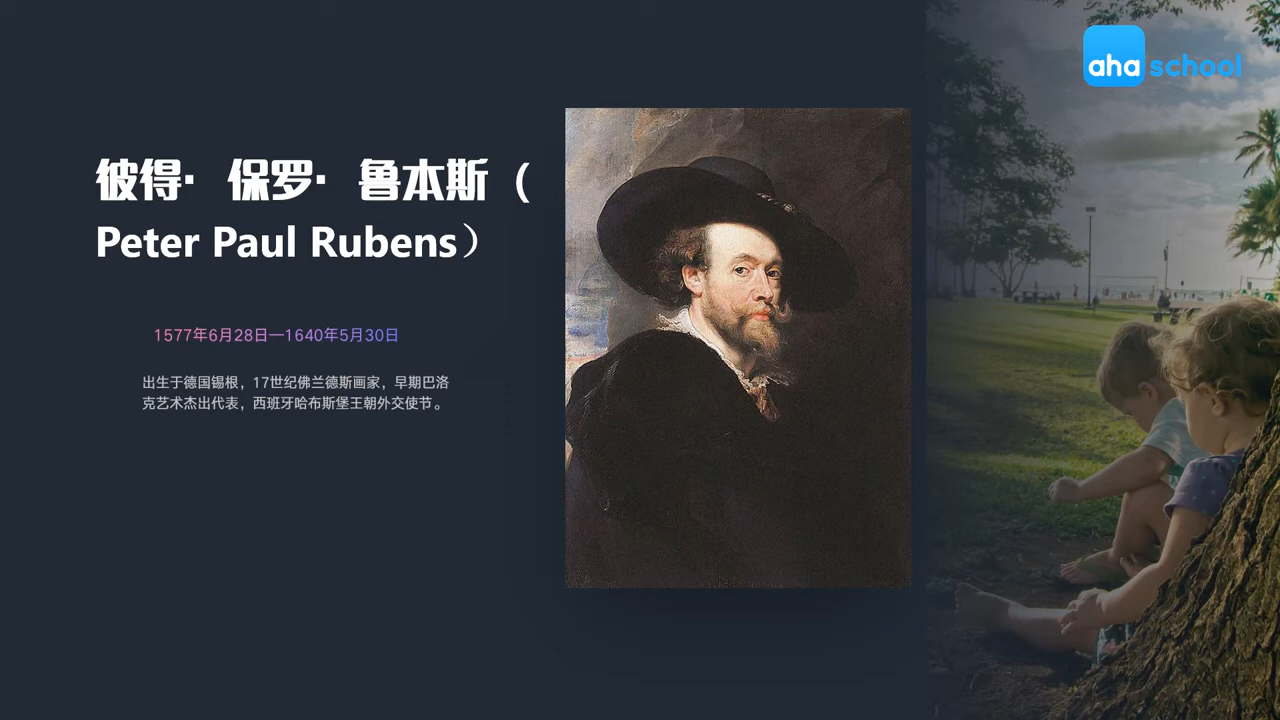 彼得· 保罗· 鲁本斯（
Peter Paul Rubens）
1577年6月28日—1640年5月30日
出生于德国锡根，17世纪佛兰德斯画家，早期巴洛
克艺术杰出代表，西班牙哈布斯堡王朝外交使节。
aha school